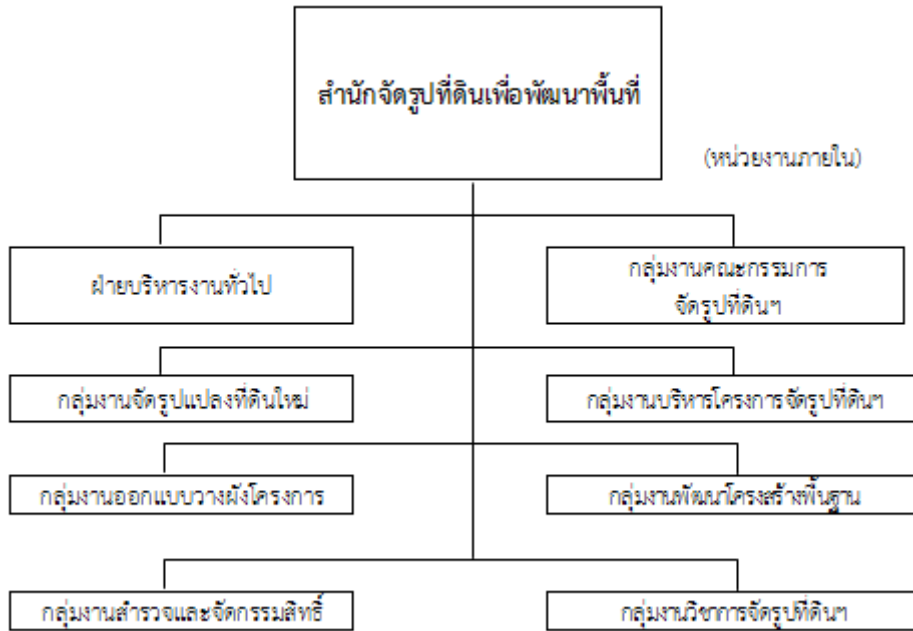 สำนักจัดรูปที่ดินเพื่อพัฒนาพื้นที่
(หน่วยงานภายใน)
ฝ่ายบริหารงานทั่วไป
กลุ่มงานคณะกรรมการ
จัดรูปที่ดินฯ
กลุ่มงานจัดรูปแปลงที่ดินใหม่
กลุ่มงานบริหารโครงการจัดรูปที่ดินฯ
กลุ่มงานออกแบบวางผังโครงการ
กลุ่มงานพัฒนาโครงสร้างพื้นฐาน
กลุ่มงานสำรวจและจัดกรรมสิทธิ์
กลุ่มงานวิชาการจัดรูปที่ดินฯ